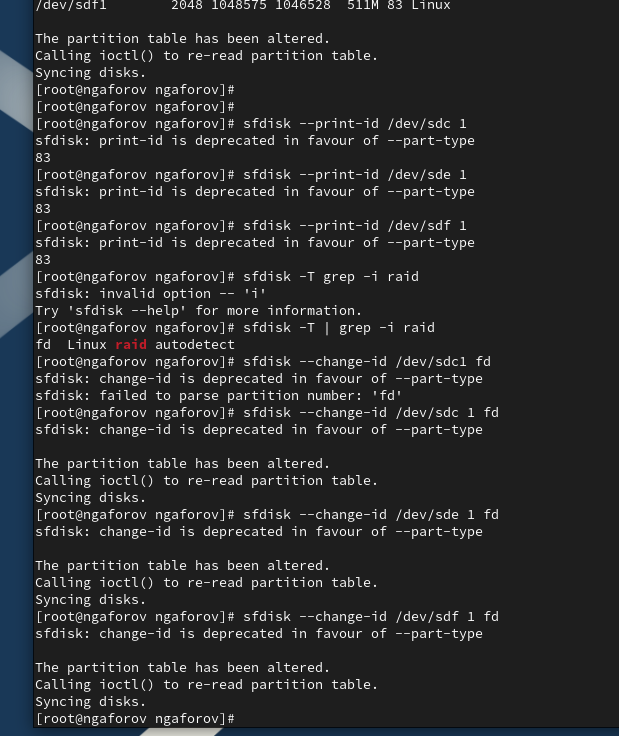 /dev/sdf1        2048 1048575 1046528  511M 83 Linux
The partition table has been altered.
Calling ioctl() to re-read partition table.
Syncing disks.
[root@ngaforov ngaforov]#
[root@ngaforov ngaforov]#
[root@ngaforov ngaforov]# sfdisk --print-id /dev/sdc 1
sfdisk: print-id is deprecated in favour of --part-type
83
[root@ngaforov ngaforov]# sfdisk --print-id /dev/sde 1
sfdisk: print-id is deprecated in favour of --part-type
83
[root@ngaforov ngaforov]# sfdisk --print-id /dev/sdf 1
sfdisk: print-id is deprecated in favour of --part-type
83
[root@ngaforov ngaforov]# sfdisk -T grep -i raid
sfdisk: invalid option -- 'i'
Try 'sfdisk --help' for more information.
[root@ngaforov ngaforov]# sfdisk -T | grep -i raid
fd  Linux raid autodetect
[root@ngaforov ngaforov]# sfdisk --change-id /dev/sdc1 fd
sfdisk: change-id is deprecated in favour of --part-type
sfdisk: failed to parse partition number: 'fd'
[root@ngaforov ngaforov]# sfdisk --change-id /dev/sdc 1 fd
sfdisk: change-id is deprecated in favour of --part-type
The partition table has been altered.
Calling ioctl() to re-read partition table.
Syncing disks.
[root@ngaforov ngaforov]# sfdisk --change-id /dev/sde 1 fd
sfdisk: change-id is deprecated in favour of --part-type
The partition table has been altered.
Calling ioctl() to re-read partition table.
Syncing disks.
[root@ngaforov ngaforov]# sfdisk --change-id /dev/sdf 1 fd
sfdisk: change-id is deprecated in favour of --part-type
The partition table has been altered.
Calling ioctl() to re-read partition table.
Syncing disks.
[root@ngaforov ngaforov]#